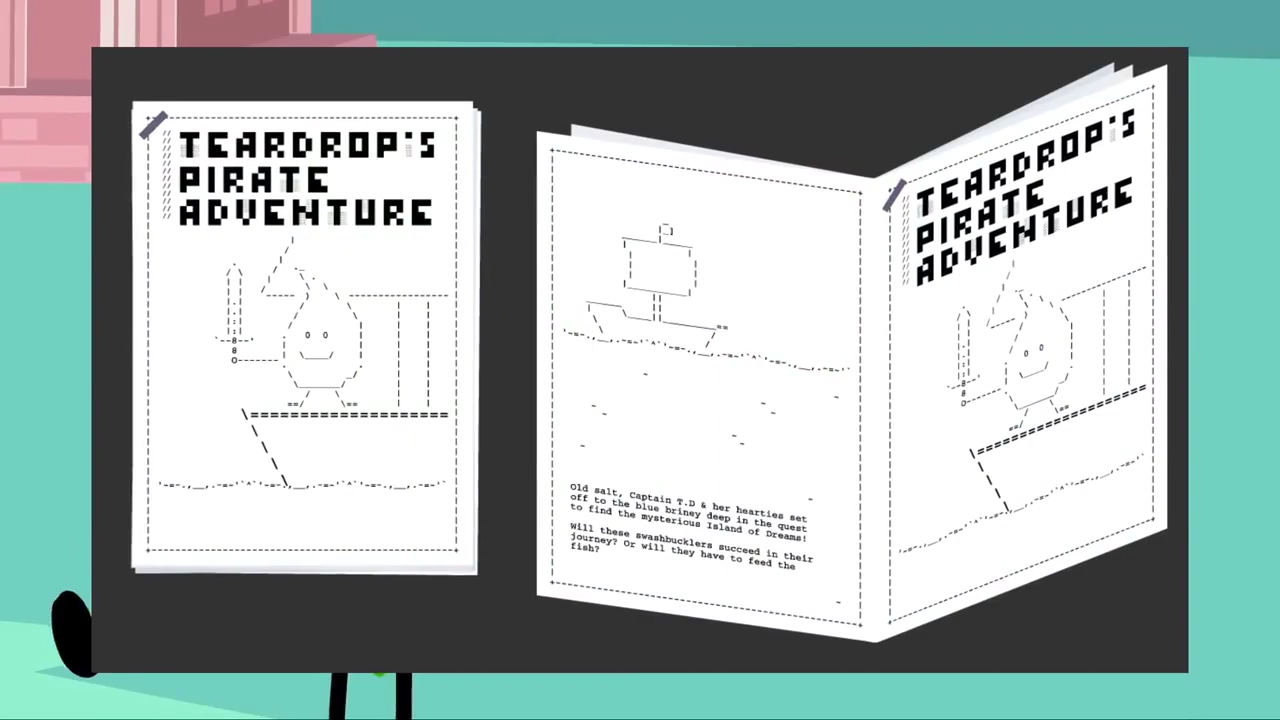 TEARDROP'S
PIRATE
ADVENTURE
Old salt, Captain T.D & her hearties set
off to the blue briney deep in the quest
to find the mysterious Island of Dreams!
Will these swashbucklers succeed in their
journey? Or will they have to feed the
fish?
TEARDROP'S
PIRATE
ADVENTURE